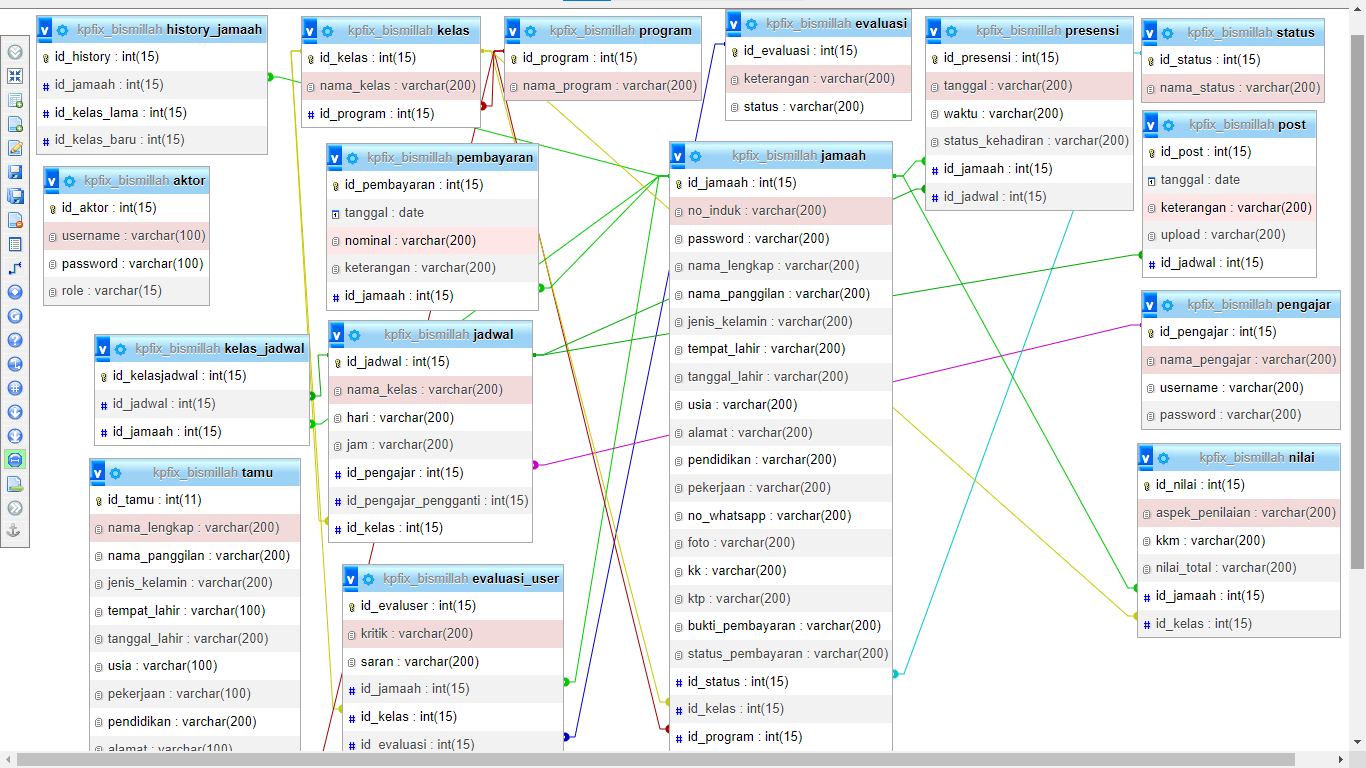 kpfix_bismillah history_jamaah
id_history : int(15)
id_jamaah : int(15)
id_kelas_lama : int(15)
id_kelas_baru : int(15)
kpfix_bismillah aktor
id_aktor : int(15)
username : varchar(100)
password : varchar(100)
role : varchar(15)
kpfix_bismillah kelas_jadwal
id_kelasjadwal : int(15)
id_jadwal : int(15)
id_jamaah : int(15)
kpfix_bismillah tamu
id_tamu : int(11)
nama_lengkap : varchar(200)
nama_panggilan : varchar(200)
jenis_kelamin : varchar(200)
tempat_lahir : varchar(100)
tanggal_lahir : varchar(200)
usia : varchar(100)
pekerjaan : varchar(100)
pendidikan : varchar(200)
alamat : varchar(100)
kpfix_bismillah kelas
id_kelas : int(15)
nama_kelas : varchar(200)
id_program : int(15)
kpfix_bismillah program
id_program : int(15)
nama_program : varchar(200)
kpfix_bismillah pembayaran
id_pembayaran : int(15)
tanggal : date
nominal : varchar(200)
keterangan : varchar(200)
id_jamaah : int(15)
kpfix_bismillah jadwal
id_jadwal : int(15)
nama_kelas : varchar(200)
hari : varchar(200)
jam : varchar(200)
id_pengajar : int(15)
id_pengajar_pengganti : int(15)
id_kelas : int(15)
kpfix_bismillah evaluasi_user
id_evaluser : int(15)
kritik : varchar(200)
saran : varchar(200)
id_jamaah : int(15)
id_kelas : int(15)
id_evaluasi : int(15)
kpfix_bismillah evaluasi
id_evaluasi : int(15)
keterangan : varchar(200)
status : varchar(200)
kpfix_bismillah jamaah
id_jamaah : int(15)
no_induk : varchar(200)
password : varchar(200)
nama_lengkap : varchar(200)
nama_panggilan : varchar(200)
jenis_kelamin : varchar(200)
tempat_lahir : varchar(200)
tanggal_lahir : varchar(200)
usia : varchar(200)
alamat : varchar(200)
pendidikan : varchar(200)
pekerjaan : varchar(200)
no_whatsapp : varchar(200)
foto : varchar(200)
kk : varchar(200)
ktp : varchar(200)
bukti_pembayaran : varchar(200)
status_pembayaran : varchar(200)
id_status : int(15)
id_kelas : int(15)
id_program : int(15)
kpfix_bismillah presensi
id_presensi : int(15)
tanggal : varchar(200)
waktu : varchar(200)
status_kehadiran : varchar(200)
id_jamaah : int(15)
id_jadwal : int(15)
kpfix_bismillah status
id_status : int(15)
nama_status : varchar(200)
kpfix_bismillah post
id_post : int(15)
tanggal : date
keterangan : varchar(200)
upload : varchar(200)
id_jadwal : int(15)
kpfix_bismillah pengajar
id_pengajar : int(15)
nama_pengajar : varchar(200)
username : varchar(200)
password : varchar(200)
kpfix_bismillah nilai
id_nilai : int(15)
aspek_penilaian : varchar(200)
kkm : varchar(200)
nilai_total : varchar(200)
id_jamaah : int(15)
id_kelas : int(15)